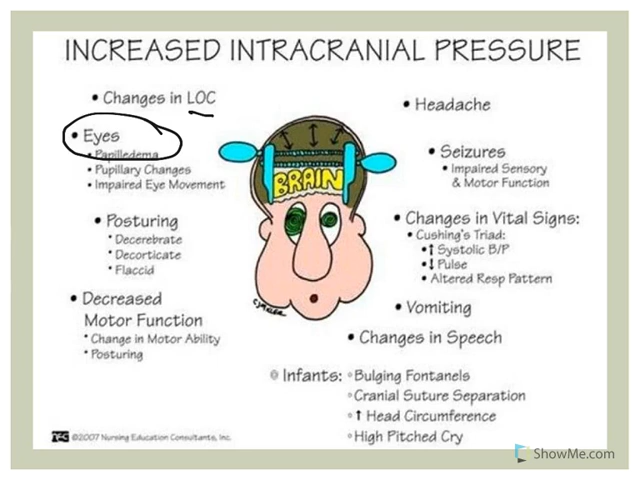 INCREASED INTRACRANIAL PRESSURE
• Changes in LOC
• Eyes
• Papilledema
• Pupillary Changes
• Impaired Eye Movement
• Posturing
• Decerebrate
• Decorticate
• Flaccid
• Decreased
Motor Function
• Change in Motor Ability
• Posturing
BRAIN
• Headache
• Seizures
• Impaired Sensory
& Motor Function
• Changes in Vital Signs:
• Cushing's Triad:
•↑ Systolic B/P
•↓ Pulse
• Altered Resp Pattern
• Vomiting
• Changes in Speech
Infants: Bulging Fontanels
Cranial Suture Separation
↑ Head Circumference
High Pitched Cry
NEC ©2007 Nursing Education Consultants, Inc.
ShowMe.com